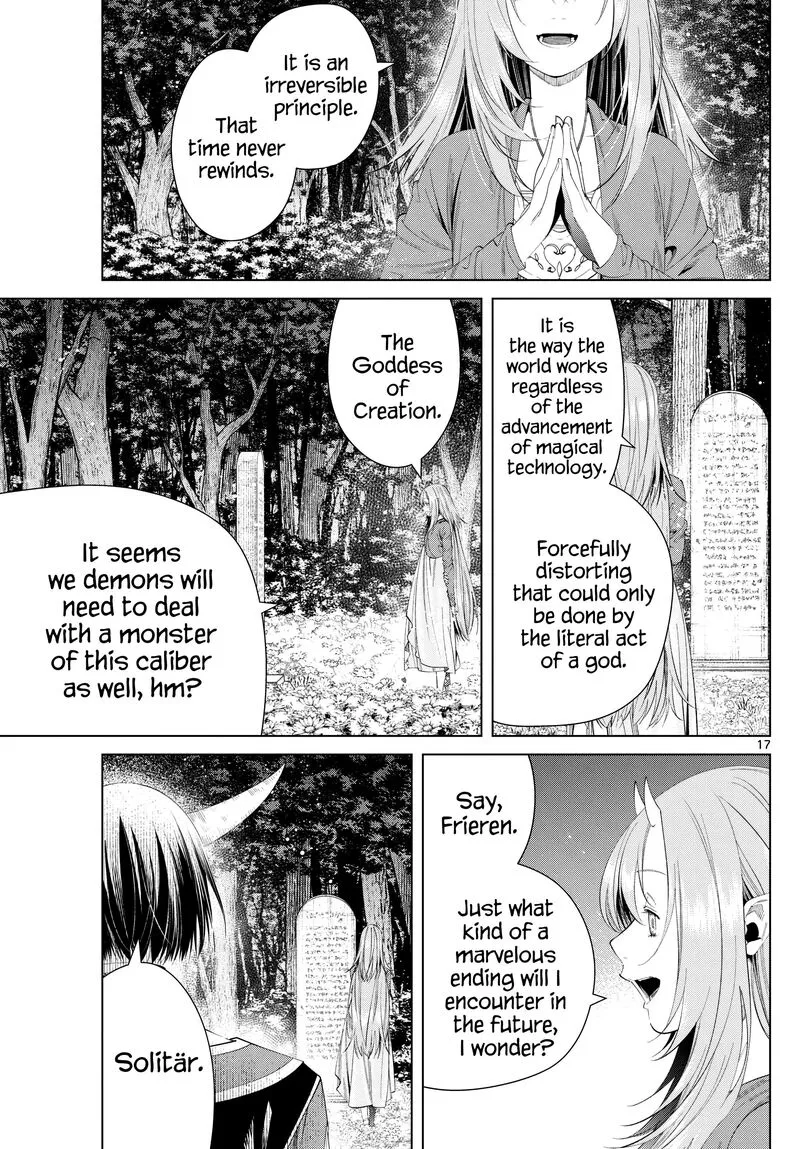 It is an
irreversible
principle.
That
time never
rewinds.
It is
the way the
world works
regardless
of the
advancement
of magical
technology.
Forcefully
distorting
that could only
be done by
the literal act
of a god.
The
Goddess
of
Creation.
It seems
we demons will
need to deal
with a monster
of this caliber
as well, hm?
17
Say,
Frieren.
Just what
kind of a
marvelous
ending will I
encounter in
the future,
I wonder?
Solitär.